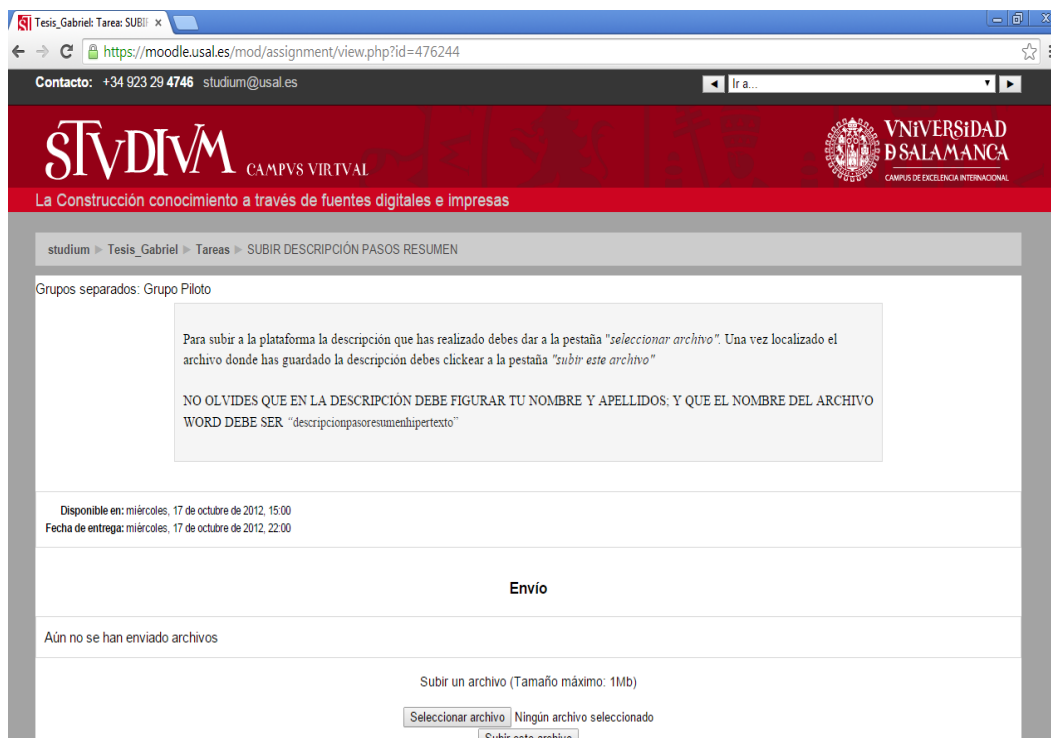 Tesis_Gabriel: Tarea: SUBIF
https://moodle.usal.es/mod/assignment/view.php?id=476244
Contacto: +34 923 29 4746 studium@usal.es
Ir a...
STVDIVM CAMPVS VIRTVAL
VNiVERSiDAD
D SALAMANCA
CAMPUS DE EXCELENCIA INTERNACIONAL
La Construcción conocimiento a través de fuentes digitales e impresas
studium ► Tesis_Gabriel ► Tareas ► SUBIR DESCRIPCIÓN PASOS RESUMEN
Grupos separados: Grupo Piloto
Para subir a la plataforma la descripción que has realizado debes dar a la pestaña "seleccionar archivo". Una vez localizado el
archivo donde has guardado la descripción debes clickear a la pestaña "subir este archivo"
NO OLVIDES QUE EN LA DESCRIPCIÓN DEBE FIGURAR TU NOMBRE Y APELLIDOS; Y QUE EL NOMBRE DEL ARCHIVO
WORD DEBE SER “descripcionpasoresumenhipertexto”
Disponible en: miércoles, 17 de octubre de 2012, 15:00
Fecha de entrega: miércoles, 17 de octubre de 2012, 22:00
Envío
Aún no se han enviado archivos
Subir un archivo (Tamaño máximo: 1Mb)
Seleccionar archivo Ningún archivo seleccionado
Subir este archivo